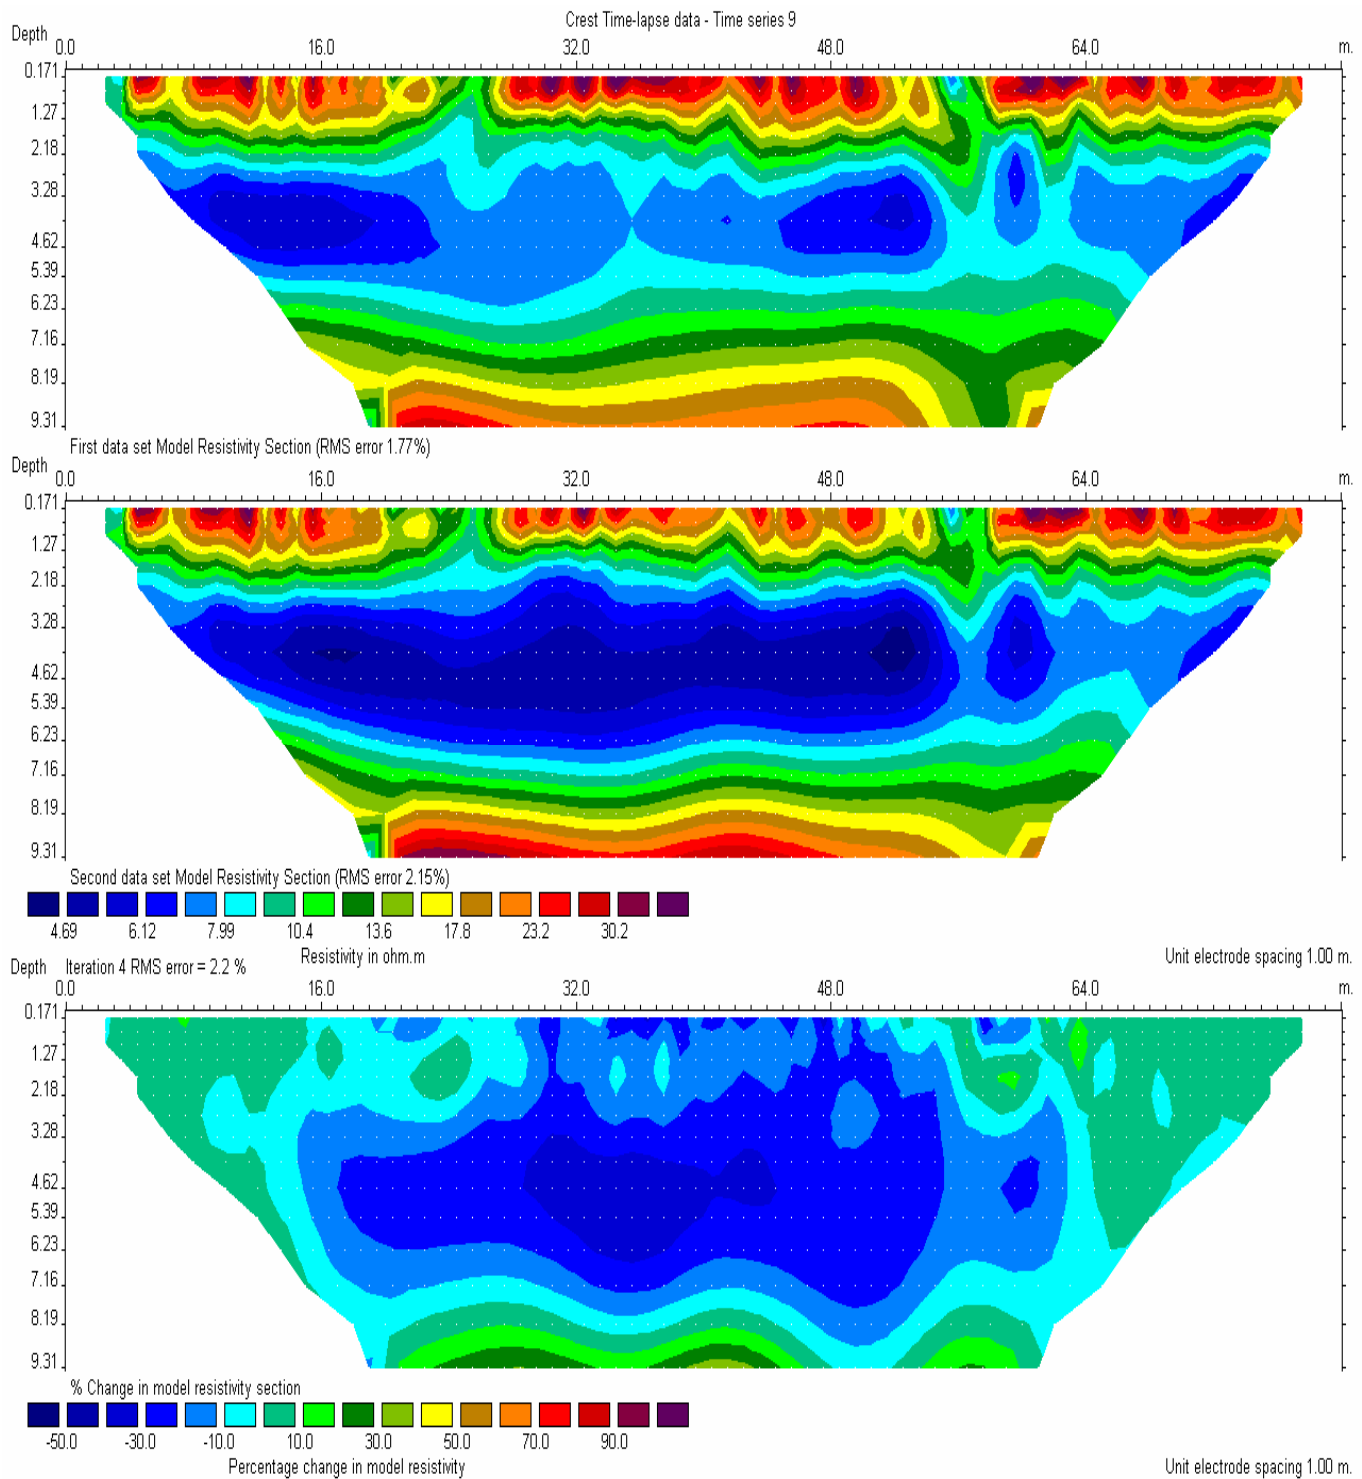 Crest Time-lapse data - Time series 9
Depth 0.0 16.0 32.0 48.0 64.0 m.
0.171
1.27
2.18
3.28
4.62
5.39
6.23
7.16
8.19
9.31
First data set Model Resistivity Section (RMS error 1.77%)
Depth 0.0 16.0 32.0 48.0 64.0 m.
0.171
1.27
2.18
3.28
4.62
5.39
6.23
7.16
8.19
9.31
Second data set Model Resistivity Section (RMS error 2.15%)
4.69 6.12 7.99 10.4 13.6 17.8 23.2 30.2
Resistivity in ohm.m Unit electrode spacing 1.00 m.
Depth Iteration 4 RMS error = 2.2 %
0.0 16.0 32.0 48.0 64.0 m.
0.171
1.27
2.18
3.28
4.62
5.39
6.23
7.16
8.19
9.31
% Change in model resistivity section
-50.0 -30.0 -10.0 10.0 30.0 50.0 70.0 90.0
Percentage change in model resistivity Unit electrode spacing 1.00 m.